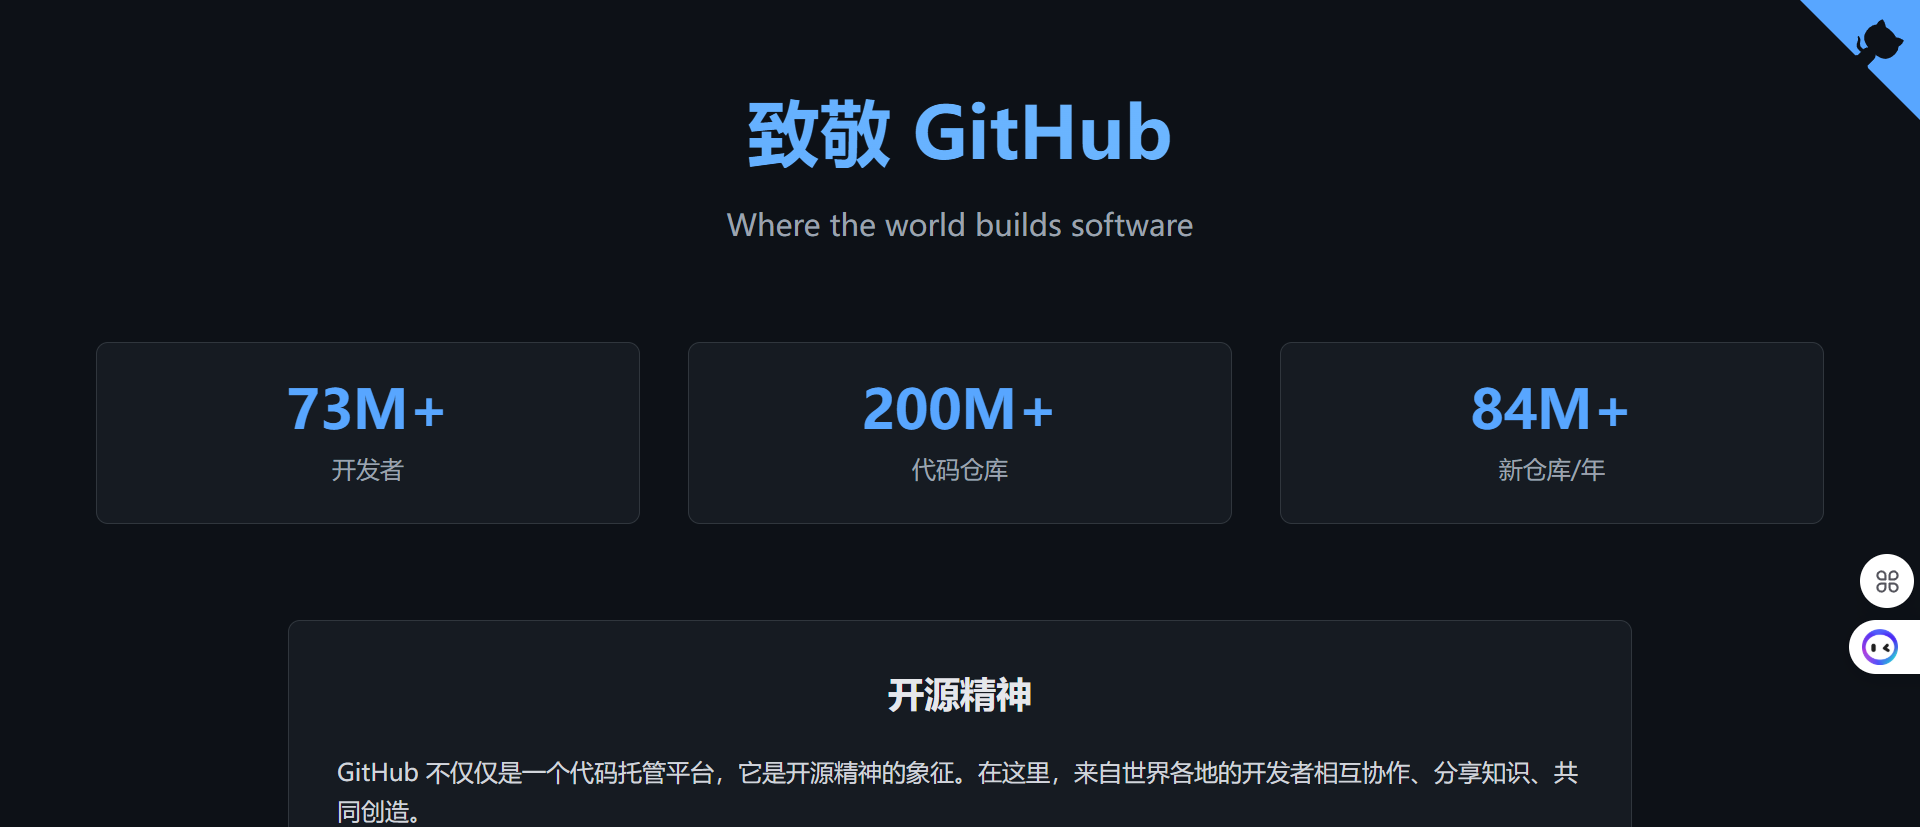 致敬 GitHub
Where the world builds software
73M+
开发者
200M+
代码仓库
84M+
新仓库/年
开源精神
GitHub 不仅仅是一个代码托管平台，它是开源精神的象征。在这里，来自世界各地的开发者相互协作、分享知识、共
同创造。